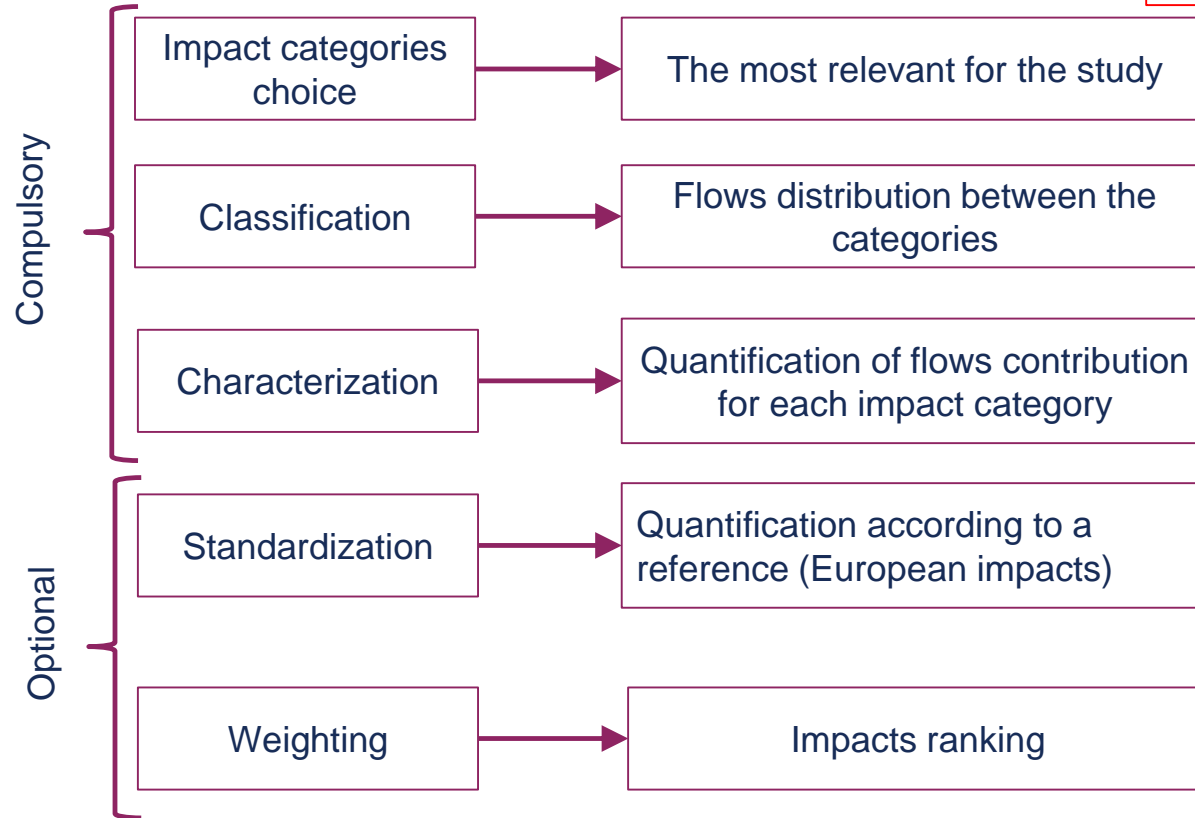 Compulsory
Impact categories
choice
The most relevant for the study
Classification
Flows distribution between the
categories
Characterization
Quantification of flows contribution
for each impact category
Optional
Standardization
Quantification according to a
reference (European impacts)
Weighting
Impacts ranking